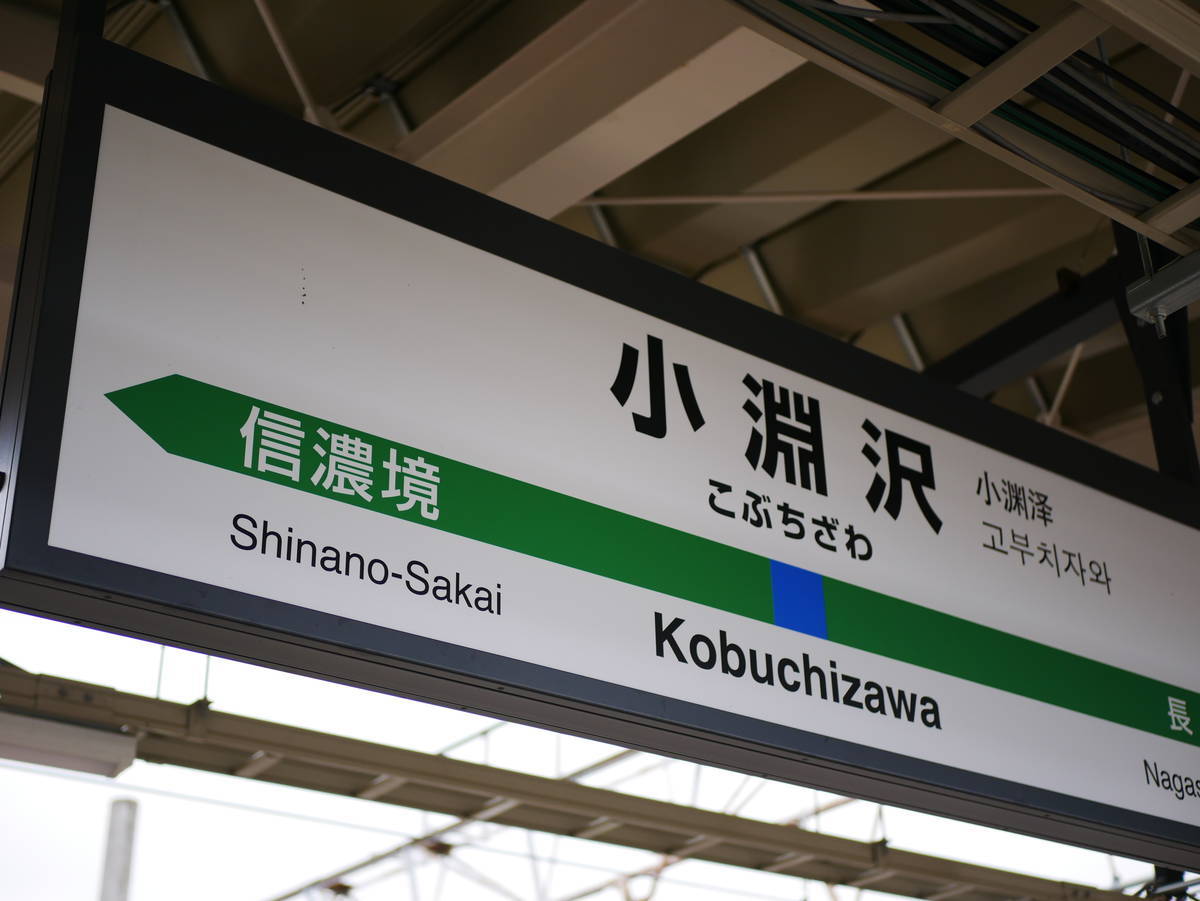 小淵沢
こぶちざわ
小渊泽
고부치자와
信濃境
Shinano-Sakai
Kobuchizawa
長
Nagas